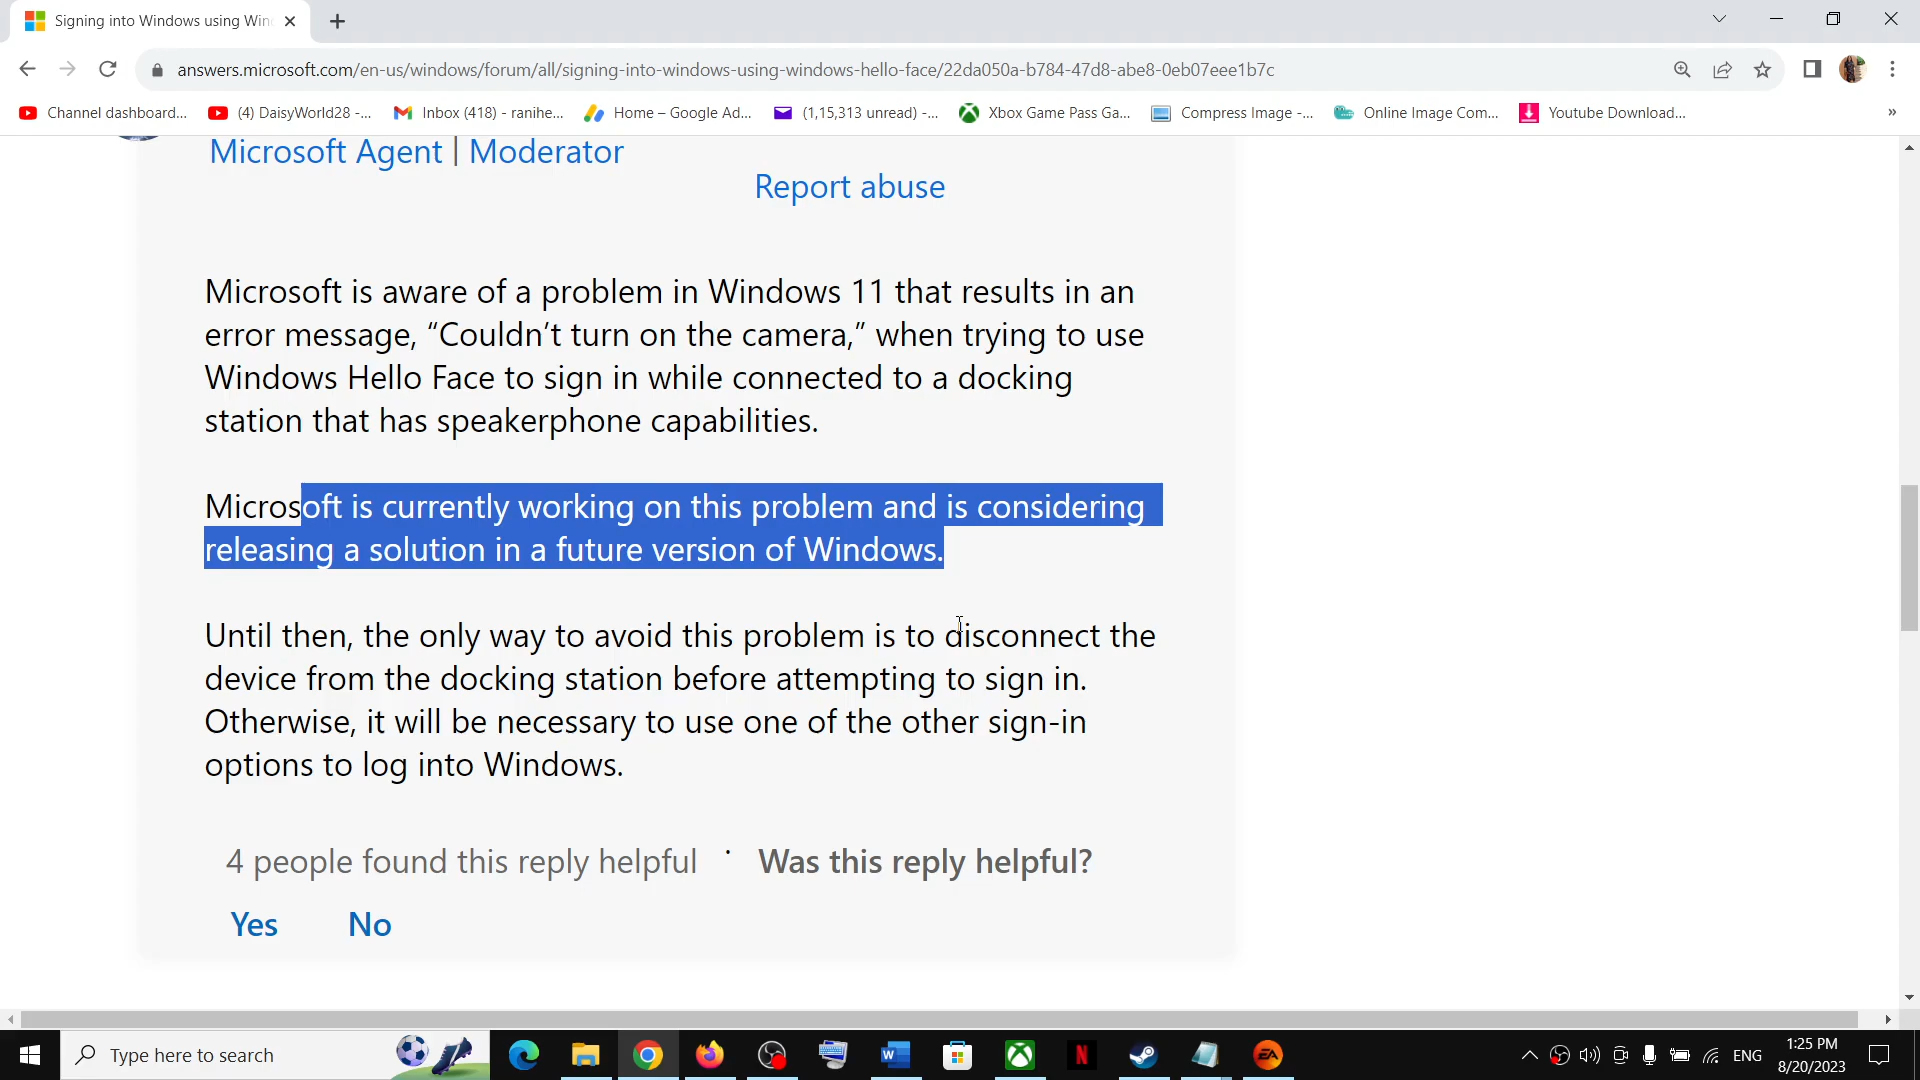 Signing into Windows using Win
answers.microsoft.com/en-us/windows/forum/all/signing-into-windows-using-windows-hello-face/22da050a-b784-47d8-abe8-0eb07eee1b7c
Channel dashboard... (4) DaisyWorld28 -... Inbox (418) - ranihe... Home – Google Ad... (1,15,313 unread) -... Xbox Game Pass Ga... Compress Image -... Online Image Com... Youtube Download... »
Microsoft Agent | Moderator
Report abuse
Microsoft is aware of a problem in Windows 11 that results in an
error message, “Couldn’t turn on the camera,” when trying to use
Windows Hello Face to sign in while connected to a docking
station that has speakerphone capabilities.
Microsoft is currently working on this problem and is considering
releasing a solution in a future version of Windows.
Until then, the only way to avoid this problem is to disconnect the
device from the docking station before attempting to sign in.
Otherwise, it will be necessary to use one of the other sign-in
options to log into Windows.
4 people found this reply helpful · Was this reply helpful?
Yes No
Type here to search
ENG
1:25 PM
8/20/2023